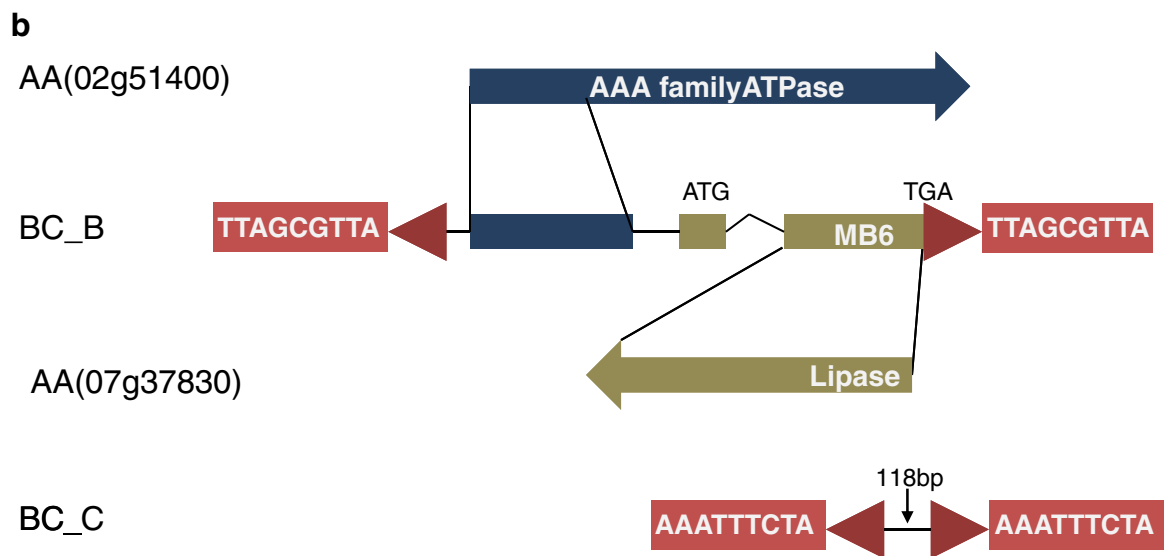 b
AA(02g51400)
AAA familyATPase
ATG
TGA
BC_B
TTAGCGTTA
MB6
TTAGCGTTA
AA(07g37830)
Lipase
118bp
BC_C
AAATTTCTA
AAATTTCTA